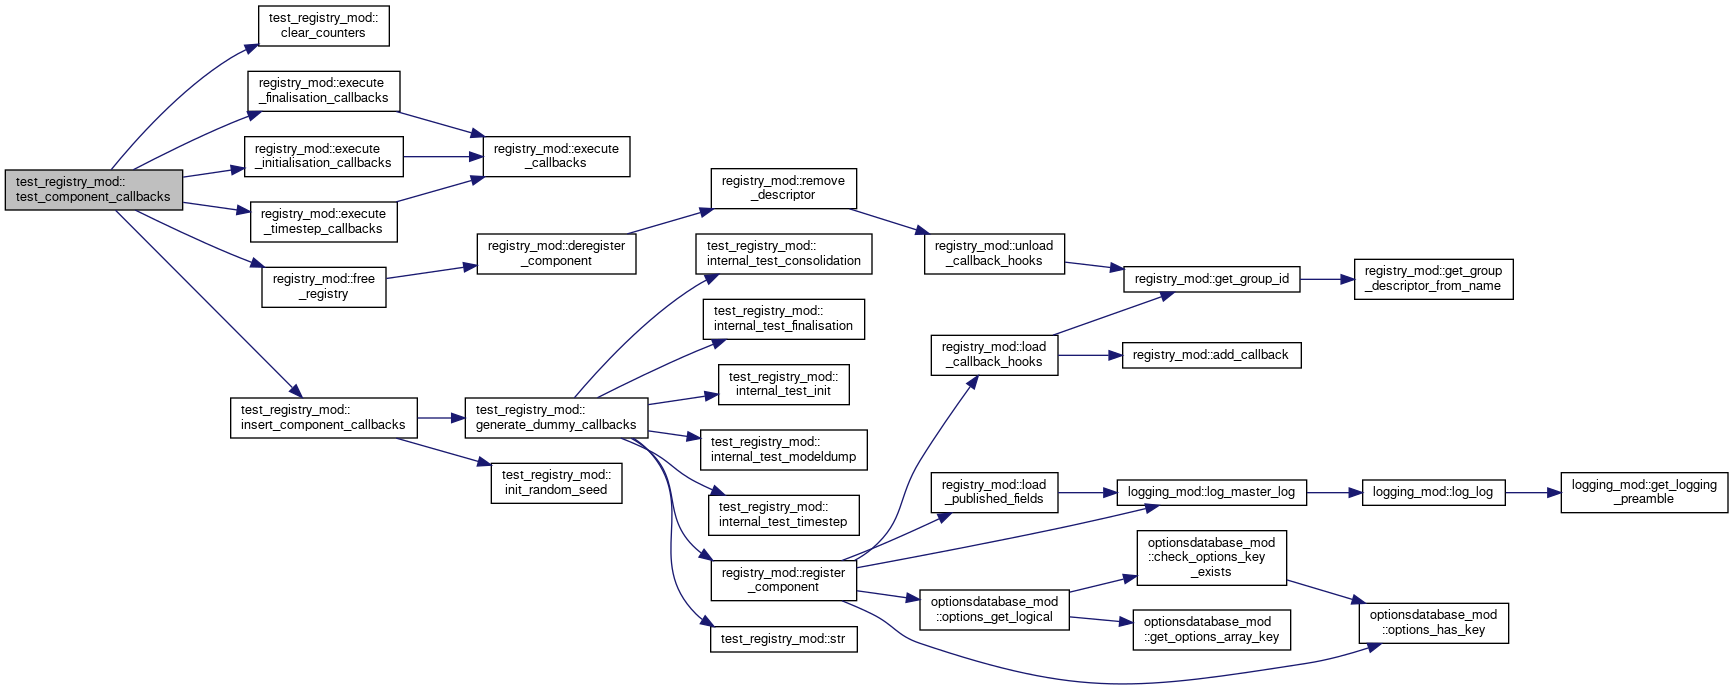 test_registry_mod::
test_component_callbacks
test_registry_mod::
clear_counters
registry_mod::execute
_finalisation_callbacks
registry_mod::execute
_initialisation_callbacks
registry_mod::execute
_timestep_callbacks
registry_mod::free
_registry
test_registry_mod::
insert_component_callbacks
registry_mod::execute
_callbacks
registry_mod::deregister
_component
test_registry_mod::
generate_dummy_callbacks
test_registry_mod::
init_random_seed
registry_mod::remove
_descriptor
test_registry_mod::
internal_test_consolidation
test_registry_mod::
internal_test_finalisation
test_registry_mod::
internal_test_init
test_registry_mod::
internal_test_modeldump
test_registry_mod::
internal_test_timestep
registry_mod::register
_component
test_registry_mod::str
registry_mod::unload
_callback_hooks
registry_mod::load
_callback_hooks
registry_mod::load
_published_fields
optionsdatabase_mod
::options_get_logical
registry_mod::get_group_id
registry_mod::add_callback
logging_mod::log_master_log
optionsdatabase_mod
::check_options_key
_exists
optionsdatabase_mod
::get_options_array_key
registry_mod::get_group
_descriptor_from_name
logging_mod::log_log
optionsdatabase_mod
::options_has_key
logging_mod::get_logging
_preamble